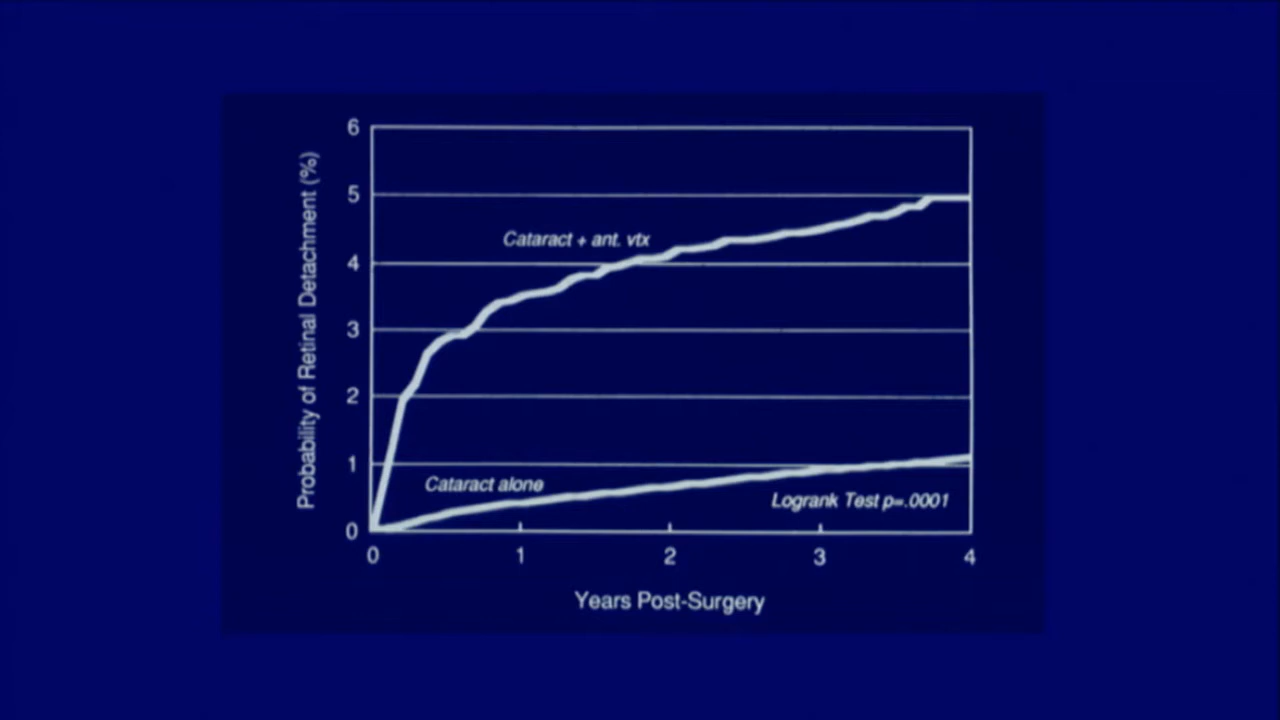 Probability of Retinal Detachment (%)
6
5
4
3
2
1
0
Cataract + ant. vtx
Cataract alone
Logrank Test p=.0001
0 1 2 3 4
Years Post-Surgery